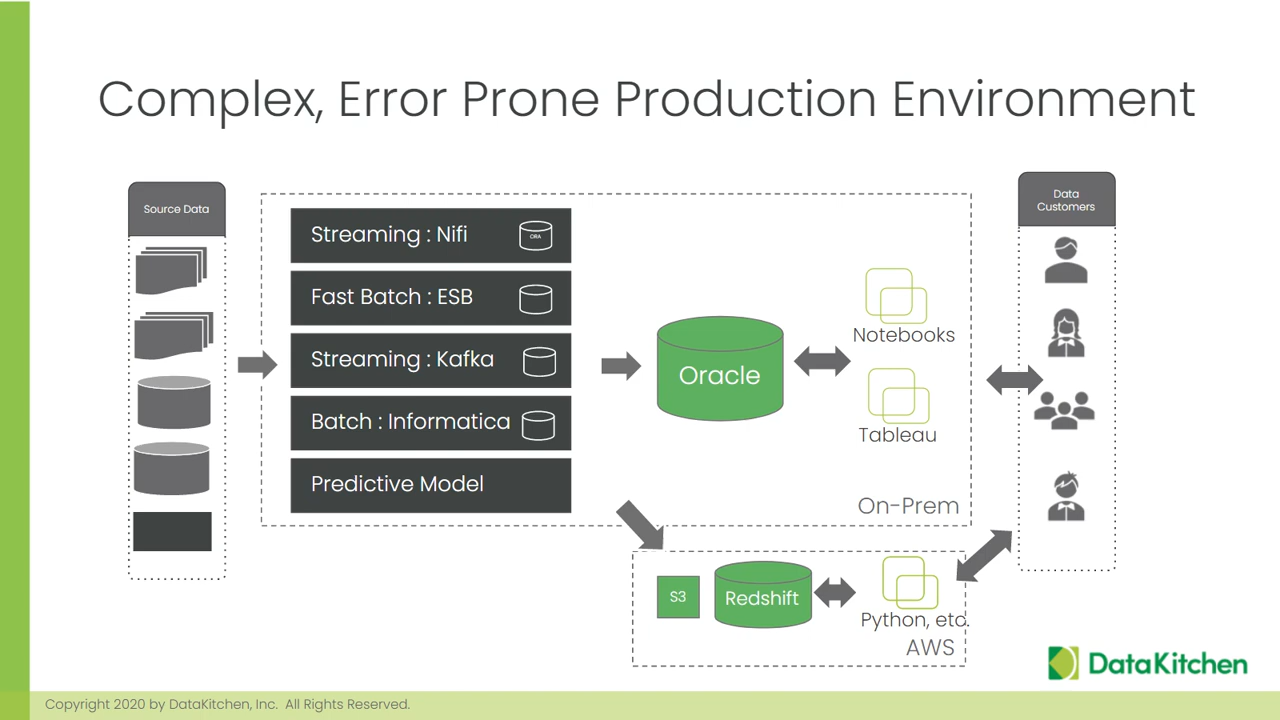 Complex, Error Prone Production Environment
Source Data
Streaming : Nifi
ORA
Fast Batch : ESB
Streaming : Kafka
Batch : Informatica
Predictive Model
Oracle
Notebooks
Tableau
On-Prem
Data
Customers
S3
Redshift
Python, etc.
AWS
DataKitchen
Copyright 2020 by DataKitchen, Inc. All Rights Reserved.